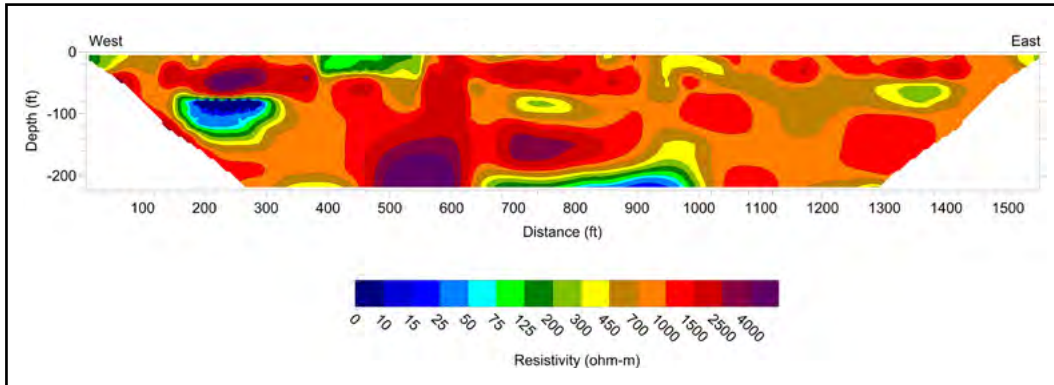 West East
0
-100
-200
Depth (ft)
100 200 300 400 500 600 700 800 900 1000 1100 1200 1300 1400 1500
Distance (ft)
0 10 15 25 50 75 125 200 300 450 700 1000 1500 2500 4000
Resistivity (ohm-m)